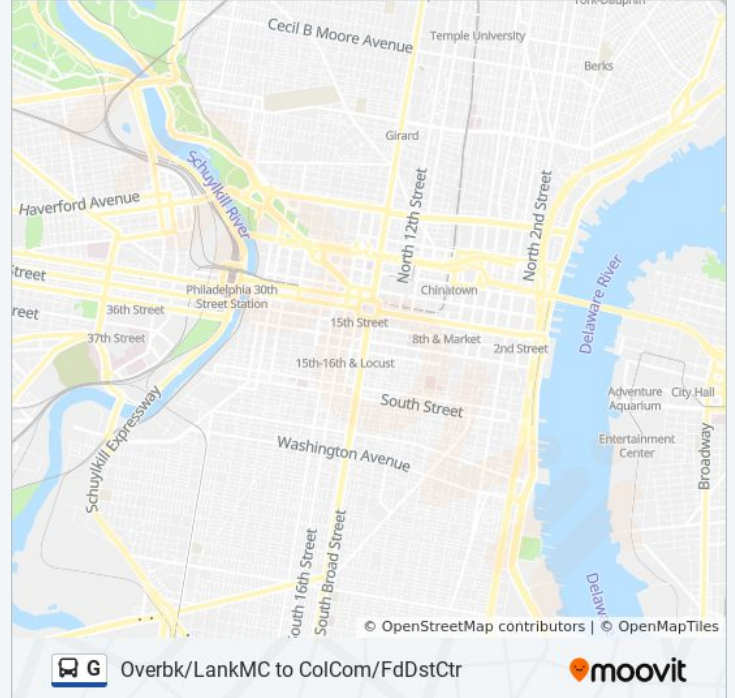 York-Dauphin
Cecil B Moore Avenue
Temple University
Berks
Girard
Schuylkill River
Haverford Avenue
North 12th Street
North 2nd Street
Delaware River
treet
Philadelphia 30th
Street Station
Chinatown
reet
36th Street
15th Street
37th Street
8th & Market
2nd Street
15th-16th & Locust
Adventure
Aquarium
City Hall
South Street
Schuylkill Expressway
Washington Avenue
Entertainment
Center
Broadway
outh 16th Street
South Broad Street
Delaw
© OpenStreetMap contributors | © OpenMapTiles
G
Overbk/LankMC to ColCom/FdDstCtr
moovit